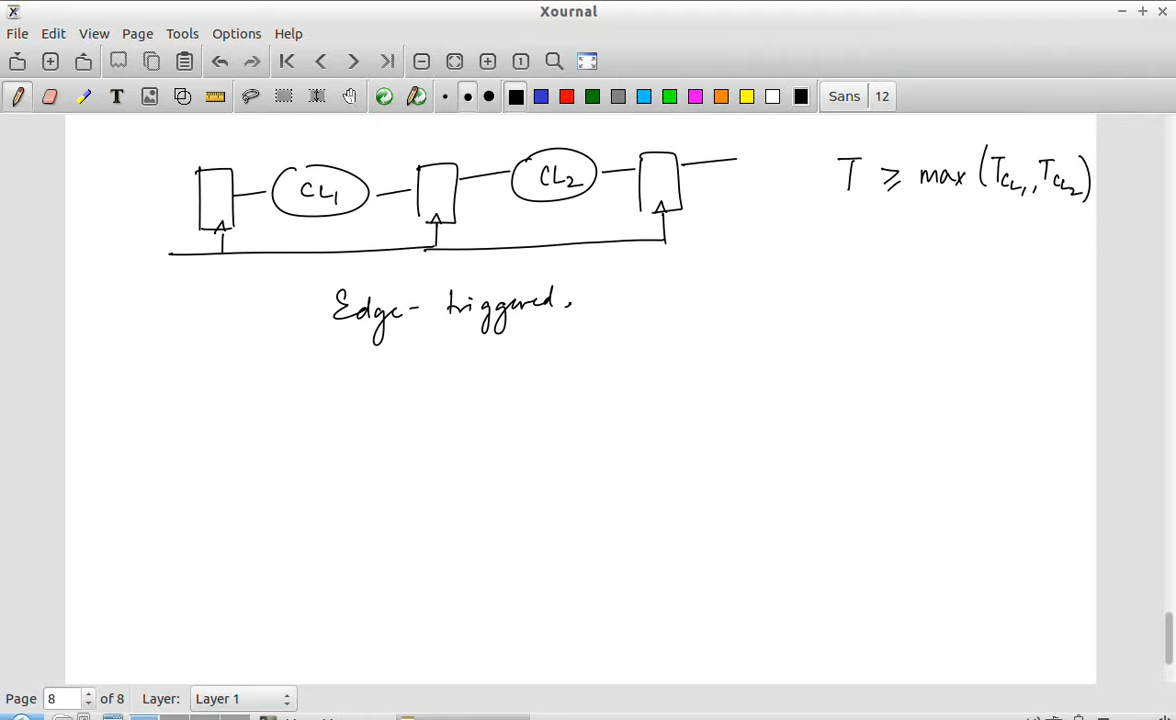 Xournal
File Edit View Page Tools Options Help
Sans 12
CL1 CL2 T ≥ max (TCL1, TCL2)
Edge- triggered.
Page 8 of 8 Layer: Layer 1